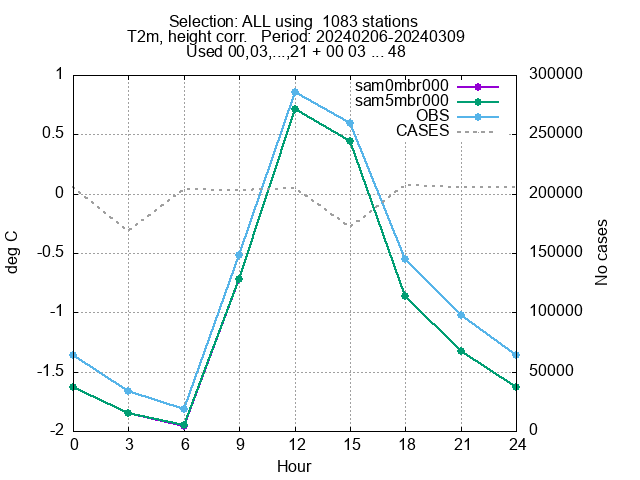 Selection: ALL using  1083 stations
T2m, height corr.   Period: 20240206-20240309
Used 00,03,...,21 + 00 03 ... 48
sam0mbr000
sam5mbr000
OBS
CASES
1
0.5
0
-0.5
-1
-1.5
-2
deg C
300000
250000
200000
150000
100000
50000
0
No cases
0 3 6 9 12 15 18 21 24
Hour